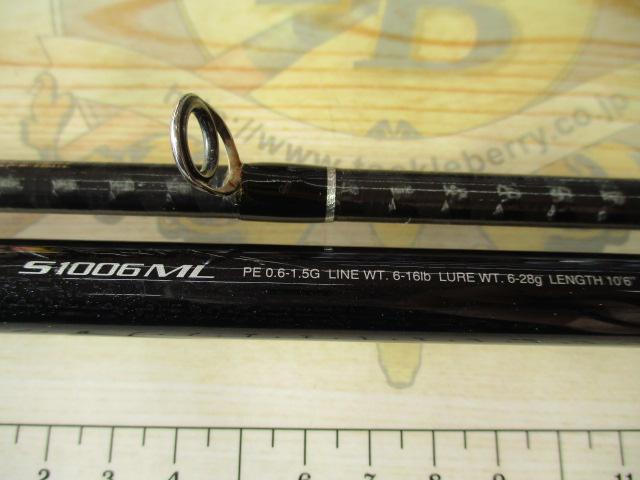 TB
http://www.tackleberry.co.jp
S1006ML PE 0.6-1.5G LINE WT. 6-16lb LURE WT. 6-28g LENGTH 10'6"
2 3 4 5 6 7 8 9 10 11